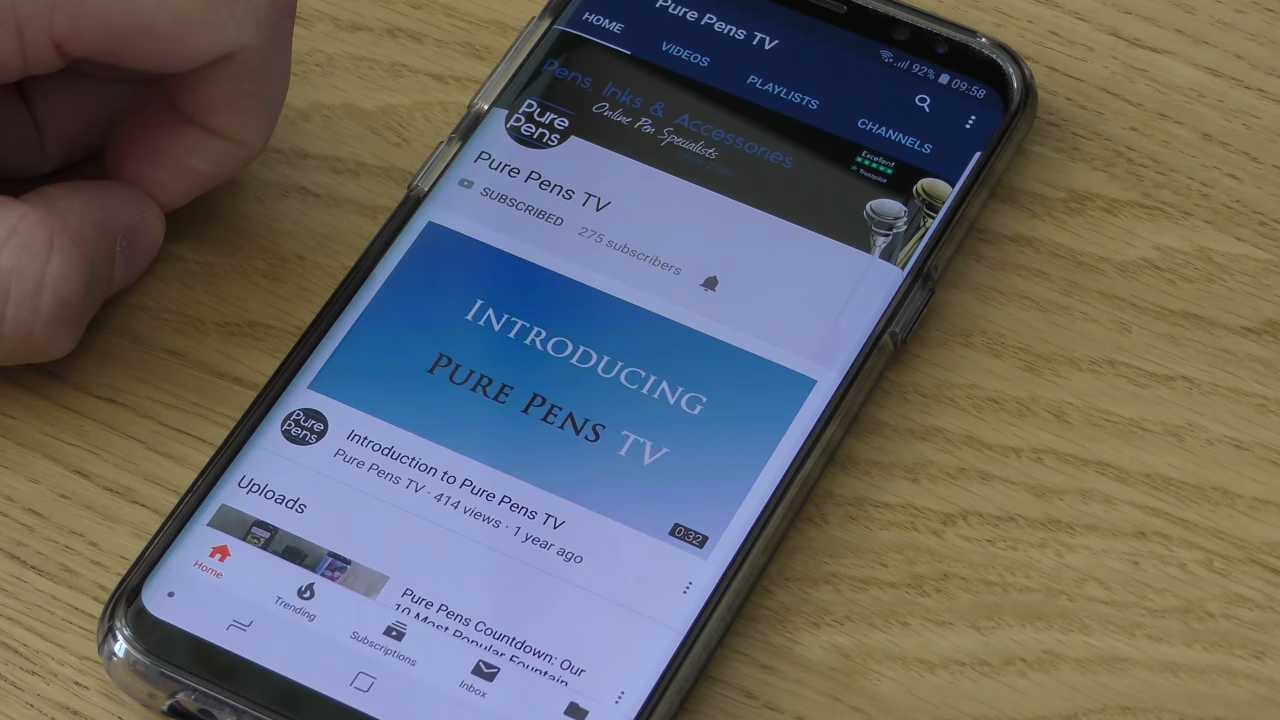 Pure Pens TV
92% 09:58
HOME VIDEOS PLAYLISTS CHANNELS
Pens, Inks & Accessories
Online Pen Specialists
Excellent
Trustpilot
Pure
Pens
Pure Pens TV
SUBSCRIBED 275 subscribers
INTRODUCING
PURE PENS TV
0:32
Pure
Pens
Introduction to Pure Pens TV
Pure Pens TV · 414 views · 1 year ago
Uploads
Pure Pens Countdown: Our
10 Most Popular Fountain
Home
Trending
Subscriptions
Inbox